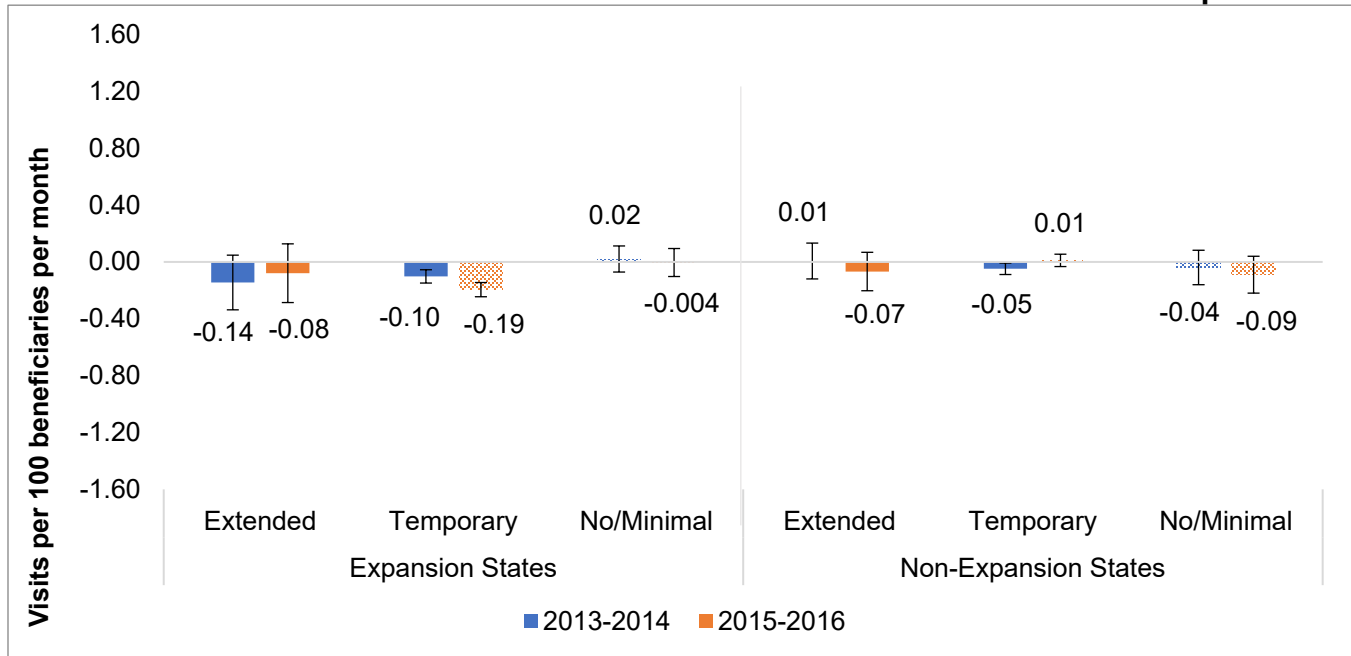 1.60
1.20
0.80
0.40
0.00
-0.40
-0.80
-1.20
-1.60
Visits per 100 beneficiaries per month
-0.14
-0.08
-0.10
-0.19
0.02
-0.004
0.01
-0.07
-0.05
0.01
-0.04
-0.09
Extended
Temporary
No/Minimal
Extended
Temporary
No/Minimal
Expansion States
Non-Expansion States
2013-2014
2015-2016